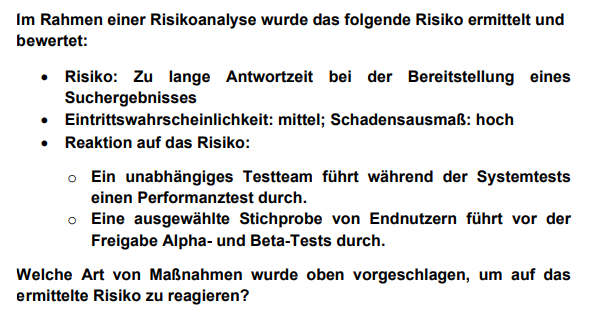 Im Rahmen einer Risikoanalyse wurde das folgende Risiko ermittelt und
bewertet:
• Risiko: Zu lange Antwortzeit bei der Bereitstellung eines
Suchergebnisses
• Eintrittswahrscheinlichkeit: mittel; Schadensausmaß: hoch
• Reaktion auf das Risiko:
○ Ein unabhängiges Testteam führt während der Systemtests
einen Performanztest durch.
○ Eine ausgewählte Stichprobe von Endnutzern führt vor der
Freigabe Alpha- und Beta-Tests durch.
Welche Art von Maßnahmen wurde oben vorgeschlagen, um auf das
ermittelte Risiko zu reagieren?